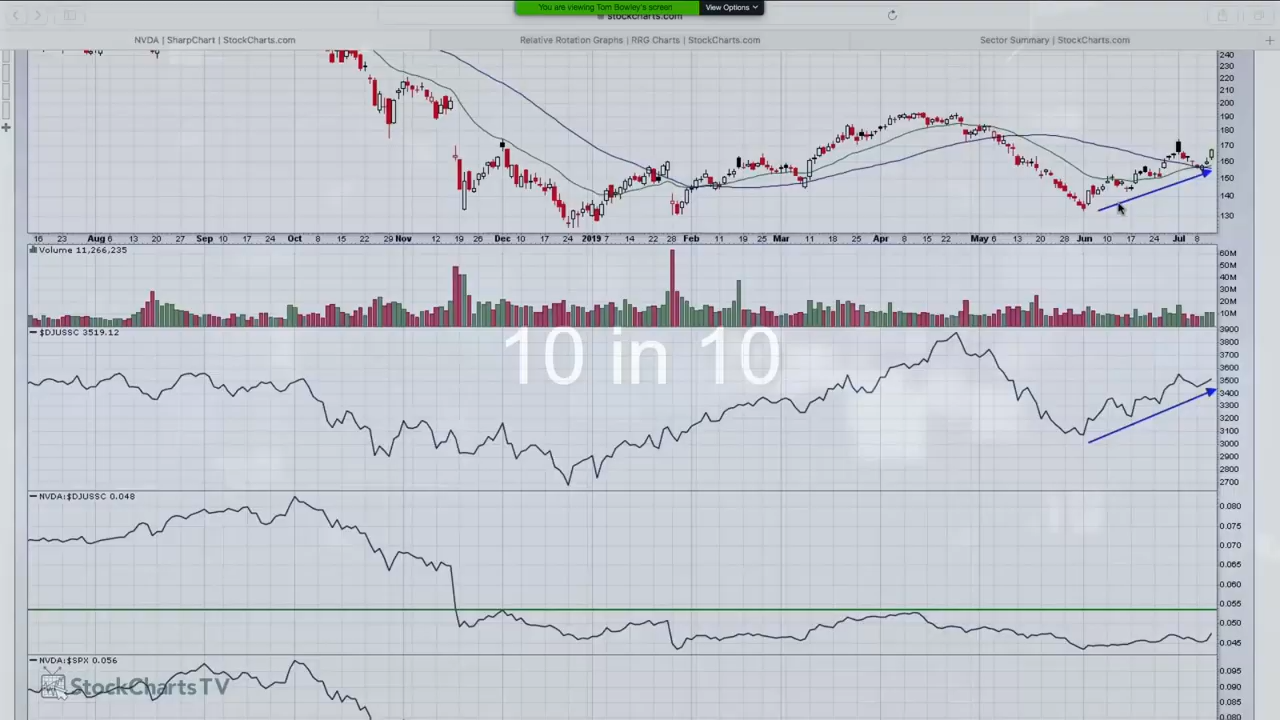 You are viewing Tom Bowley's screen View Options
stockcharts.com
NVDA | SharpChart | StockCharts.com Relative Rotation Graphs | RRG Charts | StockCharts.com Sector Summary | StockCharts.com
240
230
220
210
200
190
180
170
160
150
140
130
16 23 Aug 6 13 20 27 Sep 10 17 24 Oct 8 15 22 29 Nov 12 19 26 Dec 10 17 24 2019 7 14 22 28 Feb 11 19 25 Mar 11 18 25 Apr 8 15 22 May 6 13 20 28 Jun 10 17 24 Jul 8
Volume 11,266,235
60M
50M
40M
30M
20M
10M
$DJUSSC 3519.12
3900
3800
3700
3600
3500
3400
3300
3200
3100
3000
2900
2800
2700
10 in 10
NVDA:$DJUSSC 0.048
0.080
0.075
0.070
0.065
0.060
0.055
0.050
0.045
NVDA:$SPX 0.056
0.095
0.090
0.085
0.080
StockChartsTV